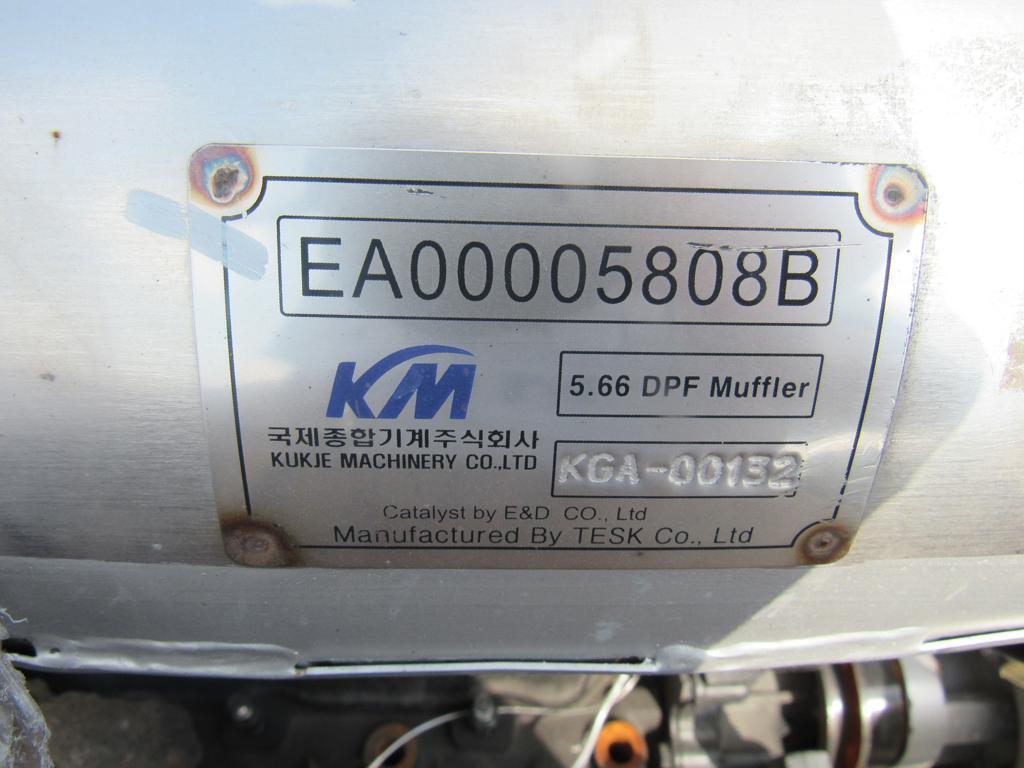 EA00005808B
KM
5.66 DPF Muffler
국제종합기계주식회사
KUKJE MACHINERY CO.,LTD
KGA-00132
Catalyst by E&D CO., Ltd
Manufactured By TESK Co., Ltd